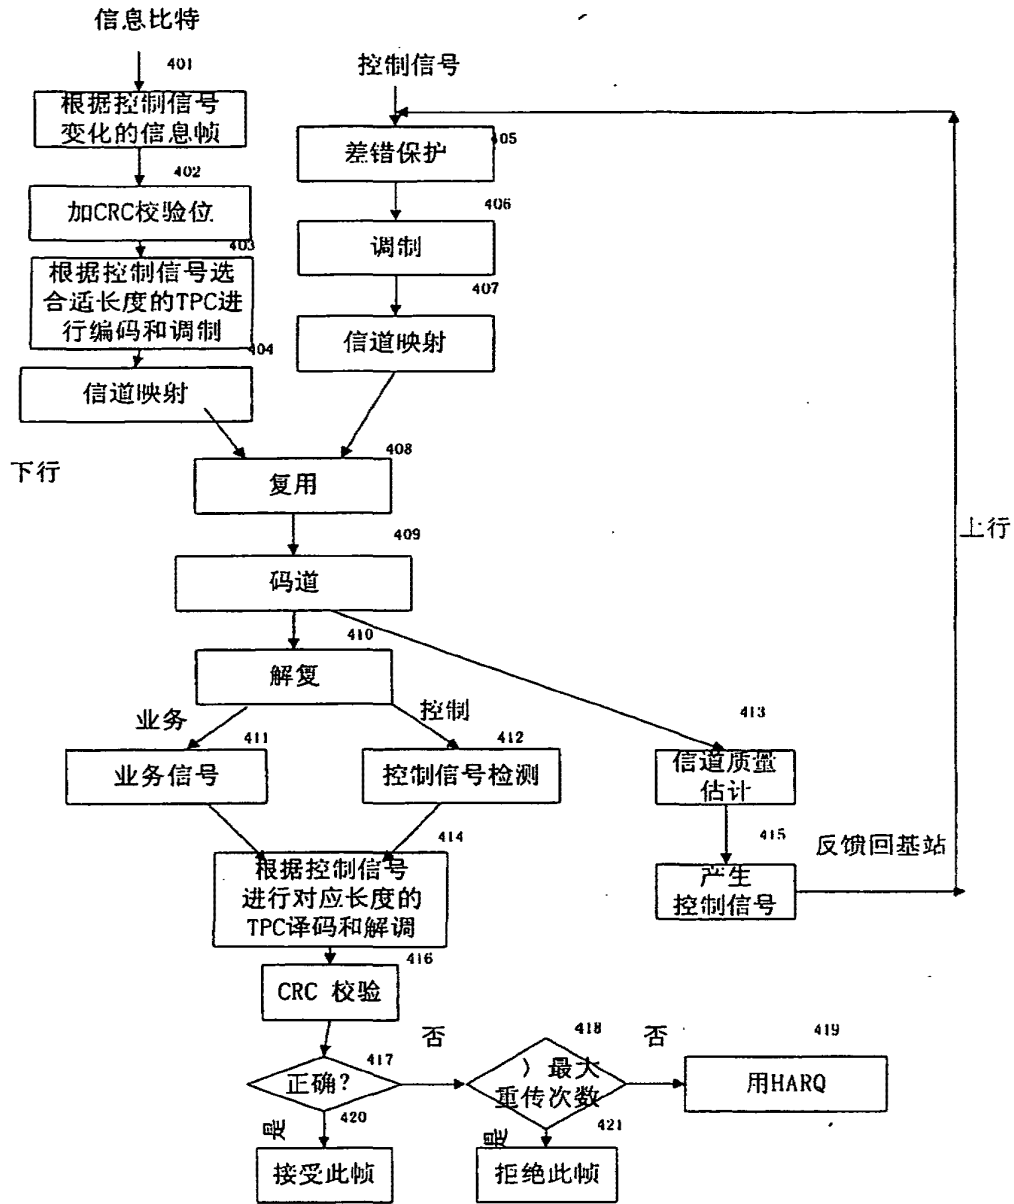 信息比特
401
控制信号
根据控制信号
变化的信息帧
差错保护
405
402
加CRC校验位
406
调制
403
根据控制信号选
合适长度的TPC进
行编码和调制
407
信道映射
404
信道映射
408
下行
复用
409
上行
码道
410
解复
业务
控制
413
411
412
业务信号
控制信号检测
信道质量
估计
414
415
反馈回基站
根据控制信号
进行对应长度的
TPC译码和解调
产生
控制信号
416
CRC 校验
否
418
否
419
417
正确?
) 最大
重传次数
用HARQ
是
420
是
421
接受此帧
拒绝此帧